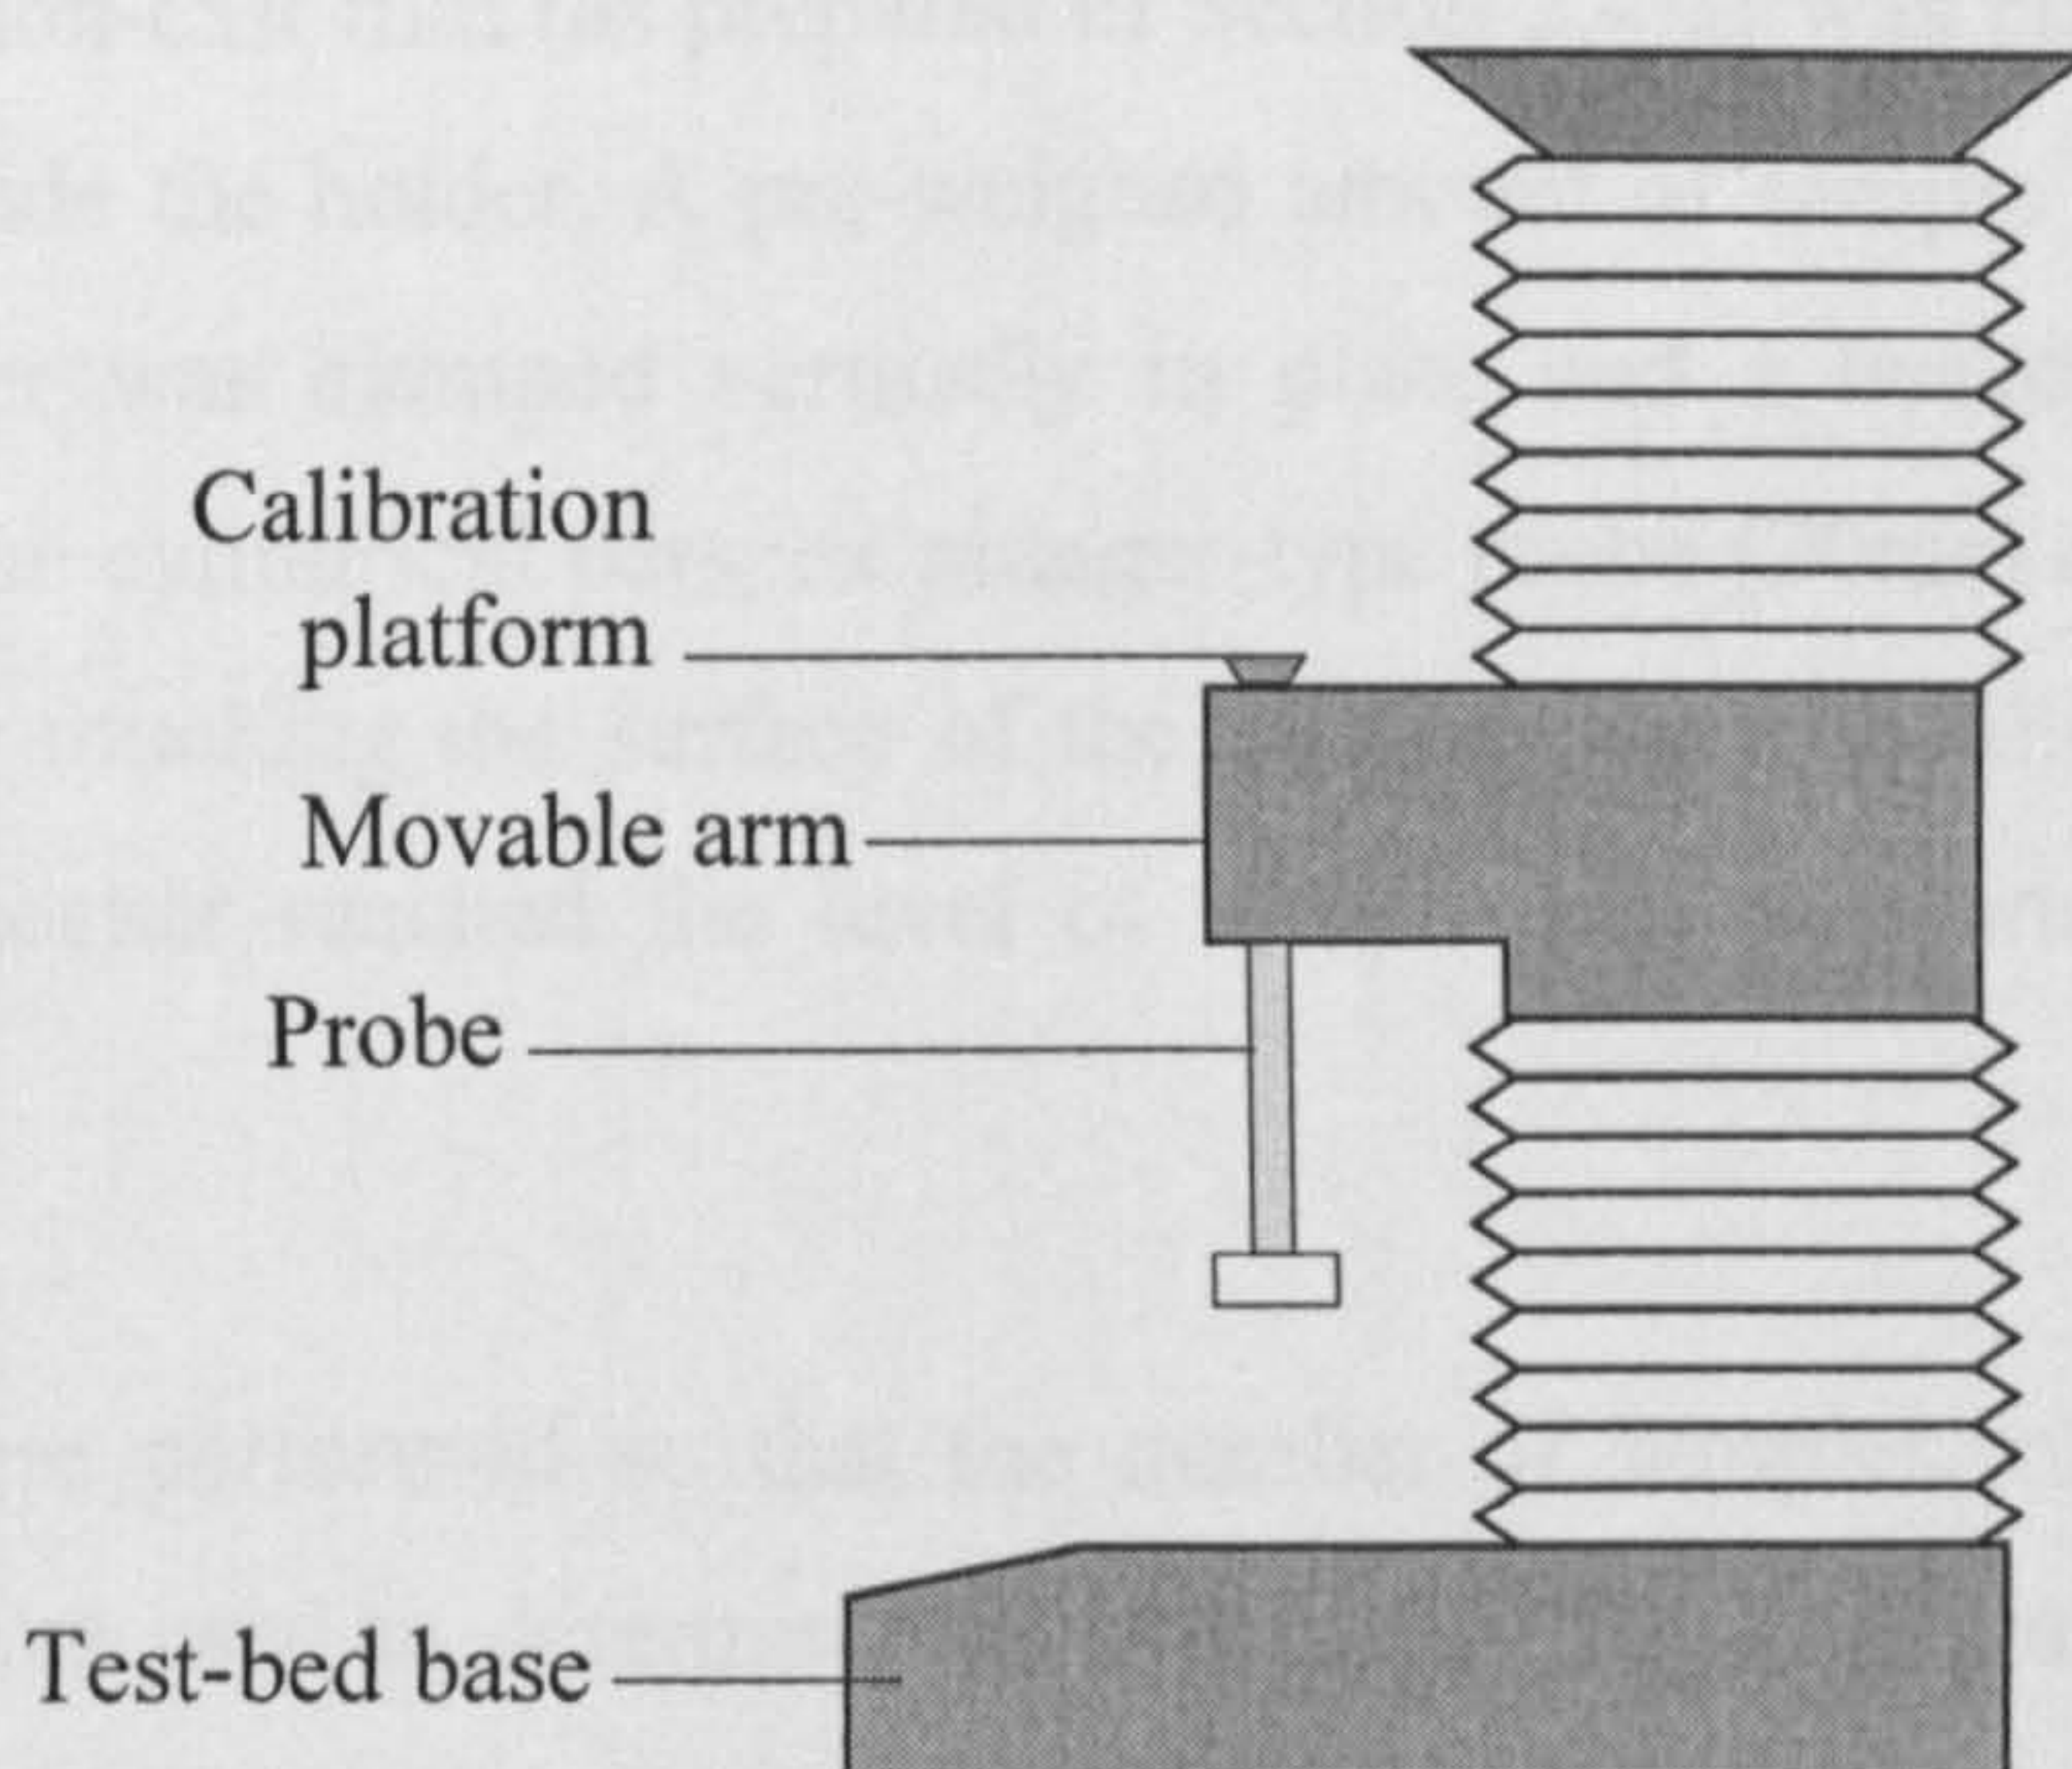 Calibration
platform
Movable arm
Probe
Test-bed base